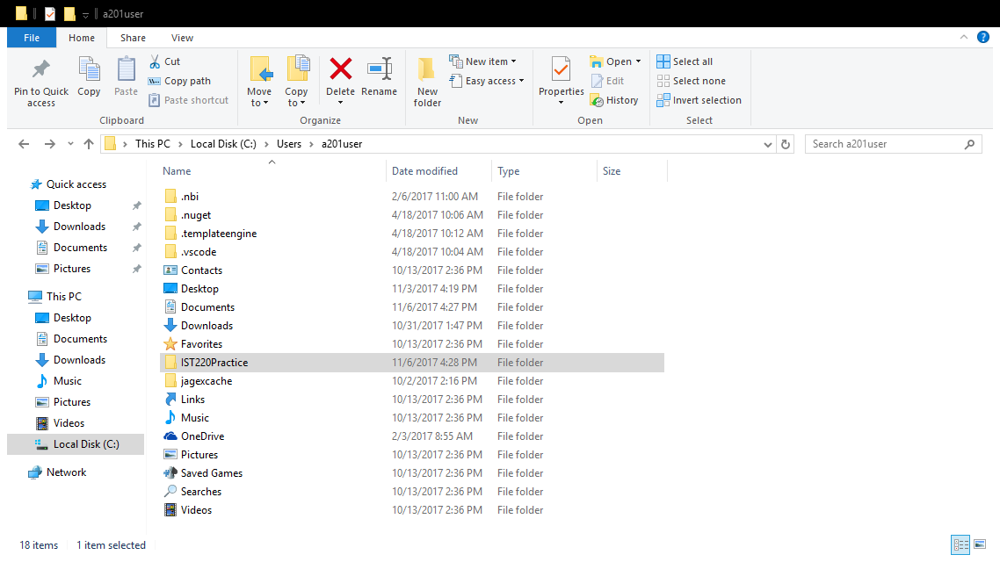 a201user
File Home Share View
Pin to Quick access
Copy
Paste
Cut
Copy path
Paste shortcut
Clipboard
Move to
Copy to
Delete
Rename
Organize
New folder
New item
Easy access
New
Properties
Open
Edit
History
Open
Select all
Select none
Invert selection
Select
This PC Local Disk (C:) Users a201user
Search a201user
Quick access
Desktop
Downloads
Documents
Pictures
This PC
Desktop
Documents
Downloads
Music
Pictures
Videos
Local Disk (C:)
Network
Name Date modified Type Size
.nbi 2/6/2017 11:00 AM File folder
.nuget 4/18/2017 10:06 AM File folder
.templateengine 4/18/2017 10:12 AM File folder
.vscode 4/18/2017 10:04 AM File folder
Contacts 10/13/2017 2:36 PM File folder
Desktop 11/3/2017 4:19 PM File folder
Documents 11/6/2017 4:27 PM File folder
Downloads 10/31/2017 1:47 PM File folder
Favorites 10/13/2017 2:36 PM File folder
IST220Practice 11/6/2017 4:28 PM File folder
jagexcache 10/2/2017 2:16 PM File folder
Links 10/13/2017 2:36 PM File folder
Music 10/13/2017 2:36 PM File folder
OneDrive 2/3/2017 8:55 AM File folder
Pictures 10/13/2017 2:36 PM File folder
Saved Games 10/13/2017 2:36 PM File folder
Searches 10/13/2017 2:36 PM File folder
Videos 10/13/2017 2:36 PM File folder
18 items 1 item selected